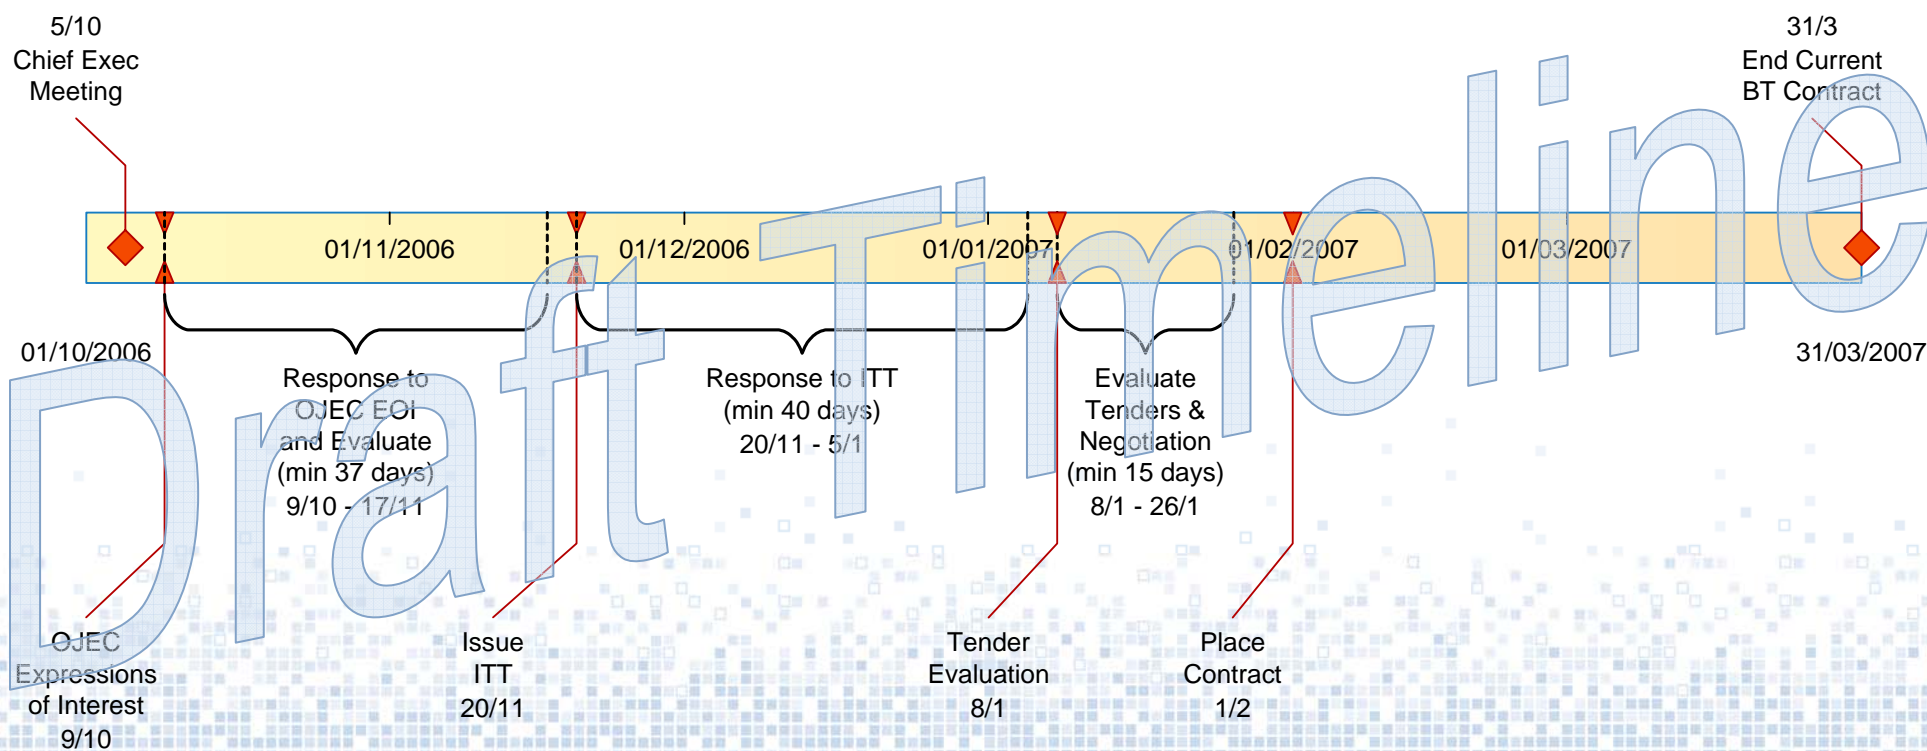 5/10
Chief Exec
Meeting
31/3
End Current
BT Contract
01/11/2006
01/12/2006
01/01/2007
01/02/2007
01/03/2007
01/10/2006
31/03/2007
Response to
OJEC EOI
and Evaluate
(min 37 days)
9/10 - 17/11
Response to ITT
(min 40 days)
20/11 - 5/1
Evaluate
Tenders &
Negotiation
(min 15 days)
8/1 - 26/1
OJEC
Expressions
of Interest
9/10
Issue
ITT
20/11
Tender
Evaluation
8/1
Place
Contract
1/2
Draft Timeline